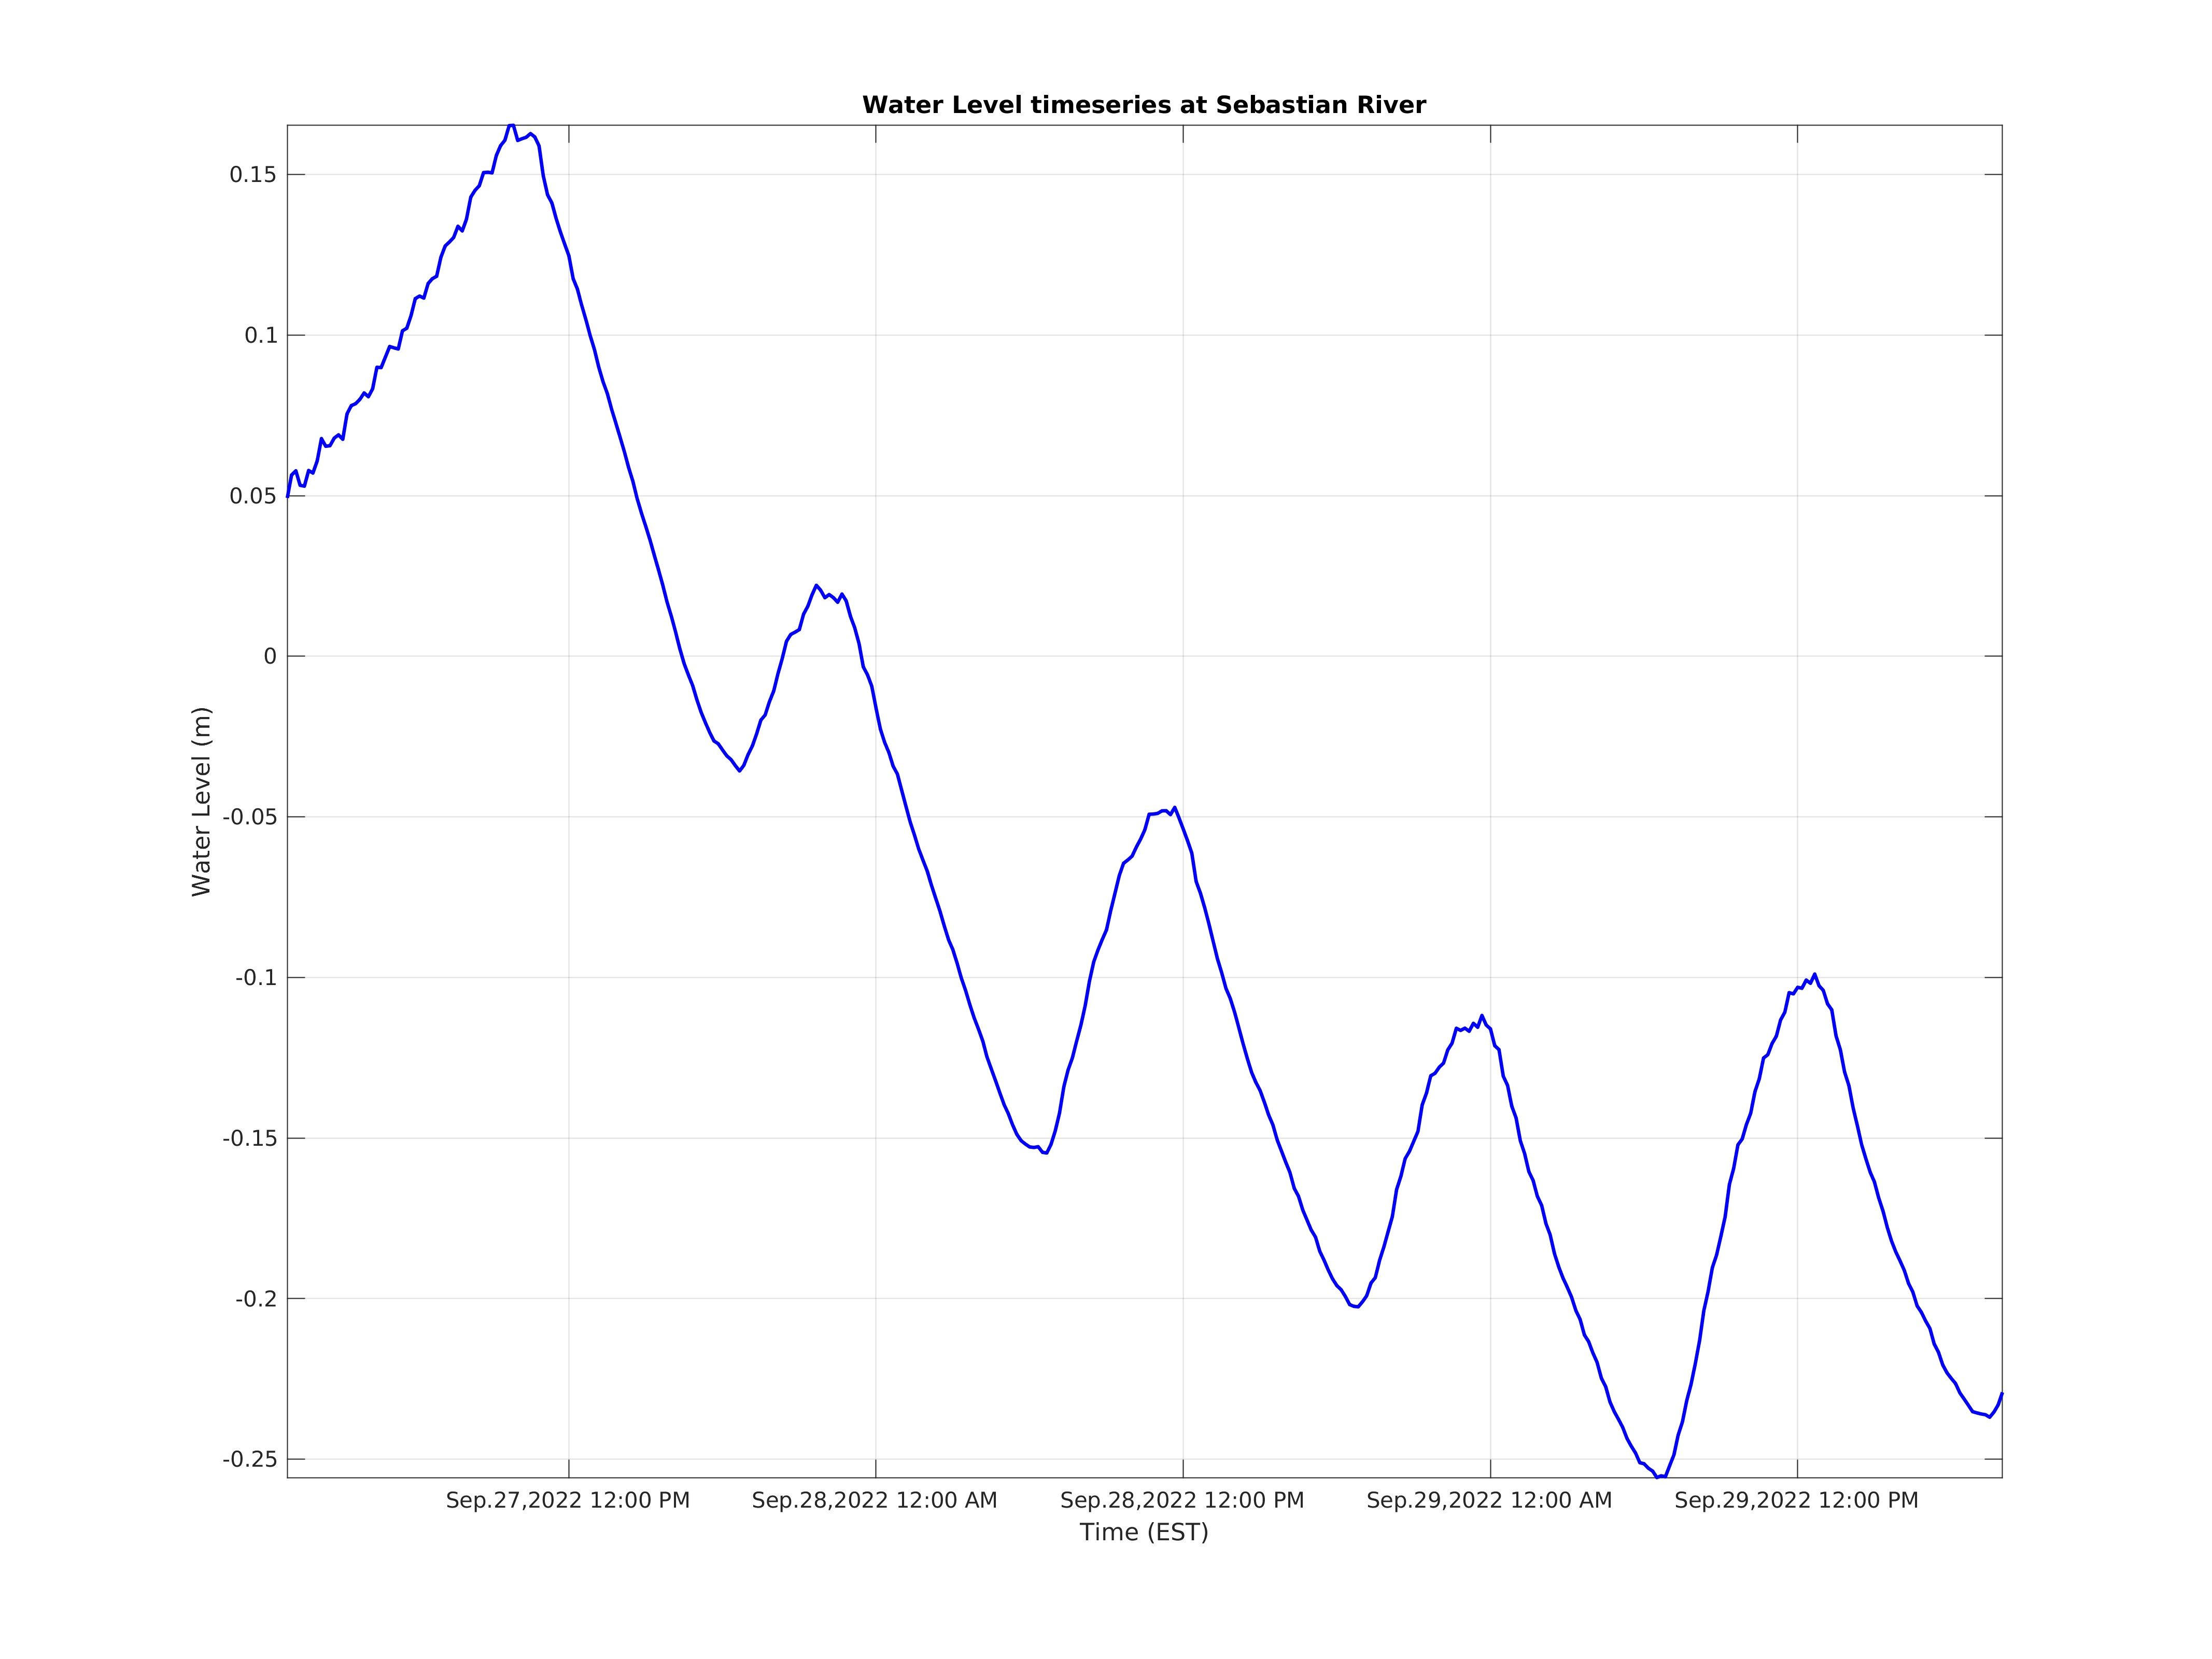 Water Level timeseries at Sebastian River
0.15
0.1
0.05
0
-0.05
-0.1
-0.15
-0.2
-0.25
Water Level (m)
Sep.27,2022 12:00 PM Sep.28,2022 12:00 AM Sep.28,2022 12:00 PM Sep.29,2022 12:00 AM Sep.29,2022 12:00 PM
Time (EST)